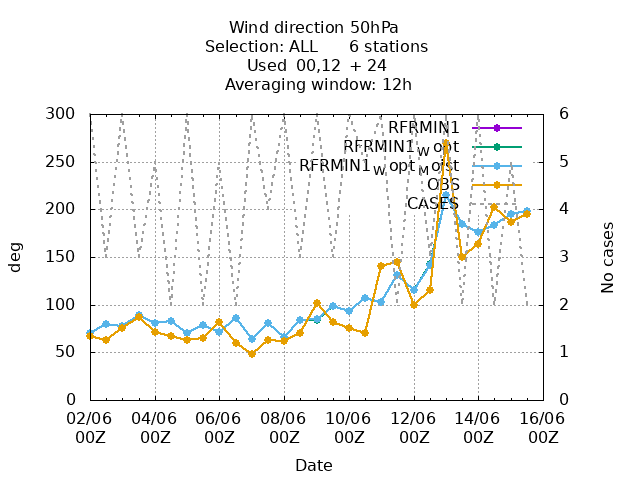 Wind direction 50hPa
Selection: ALL 6 stations
Used 00,12 + 24
Averaging window: 12h
RFRMIN1
RFRMIN1_W opt
RFRMIN1_W opt_Moist
OBS
CASES
deg
300
250
200
150
100
50
0
No cases
6
5
4
3
2
1
0
02/06 04/06 06/06 08/06 10/06 12/06 14/06 16/06
00Z 00Z 00Z 00Z 00Z 00Z 00Z 00Z
Date